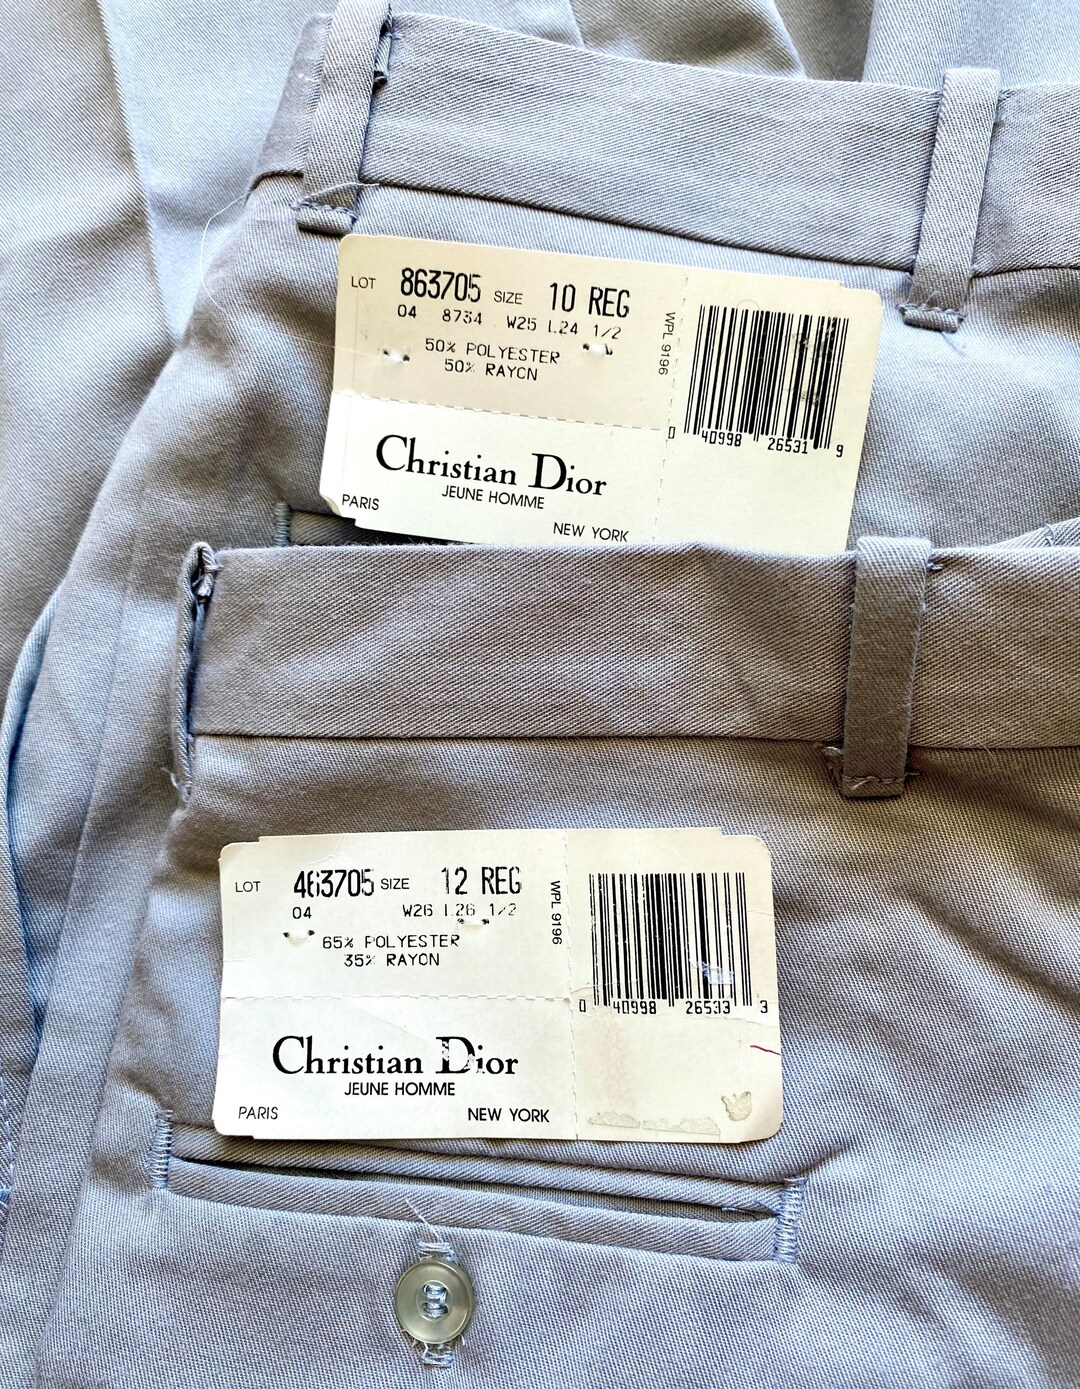 LOT 863705 SIZE 10 REG
04 8734 W25 L24 1/2
50% POLYESTER
50% RAYON
WPL 9196
0 40998 26531 9
Christian Dior
JEUNE HOMME
PARIS NEW YORK
LOT 463705 SIZE 12 REG
04 W26 L26 1/2
65% POLYESTER
35% RAYON
WPL 9196
0 40998 26533 3
Christian Dior
JEUNE HOMME
PARIS NEW YORK